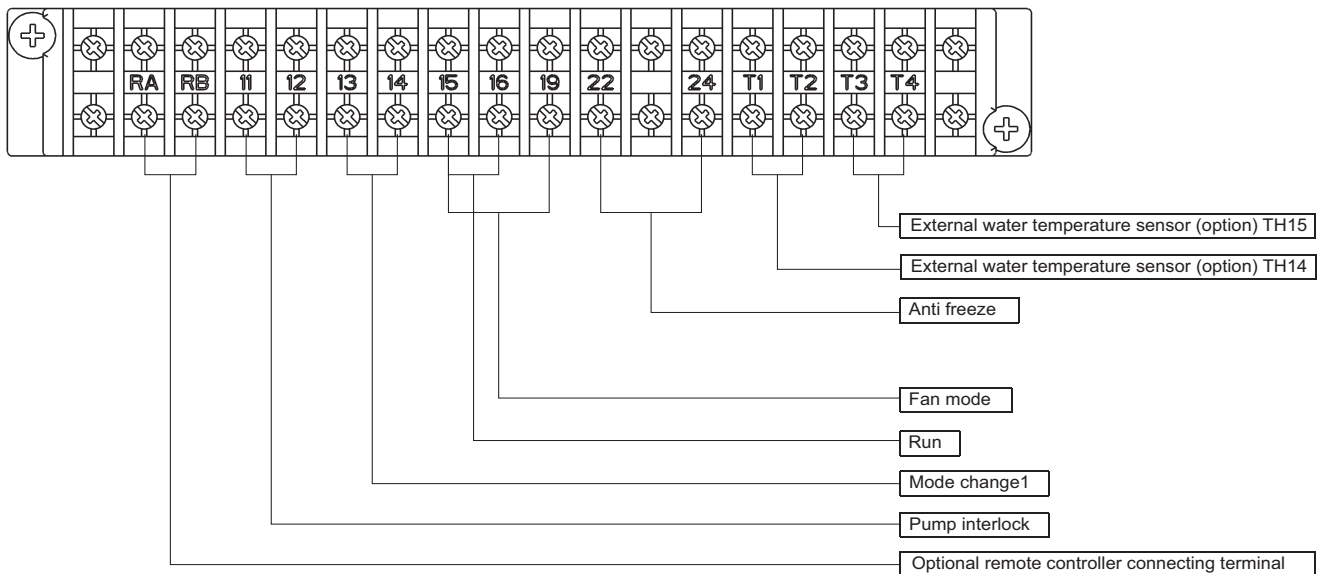 RA RB 11 12 13 14 15 16 19 22 24 T1 T2 T3 T4
External water temperature sensor (option) TH15
External water temperature sensor (option) TH14
Anti freeze
Fan mode
Run
Mode change1
Pump interlock
Optional remote controller connecting terminal